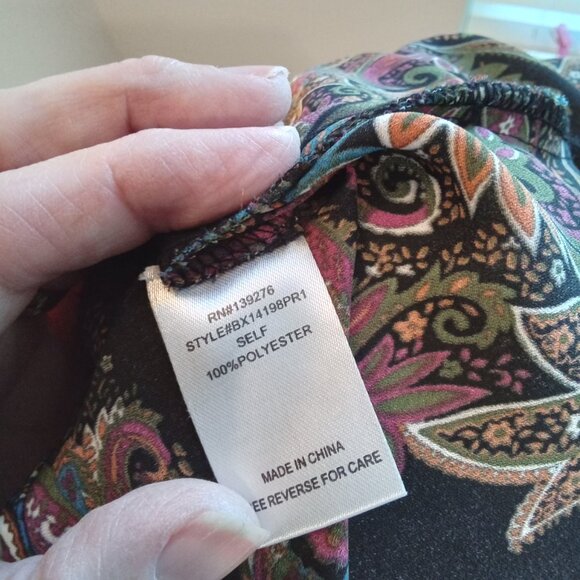 RN#139276
STYLE#BX14198PR1
SELF
100%POLYESTER
MADE IN CHINA
EE REVERSE FOR CARE